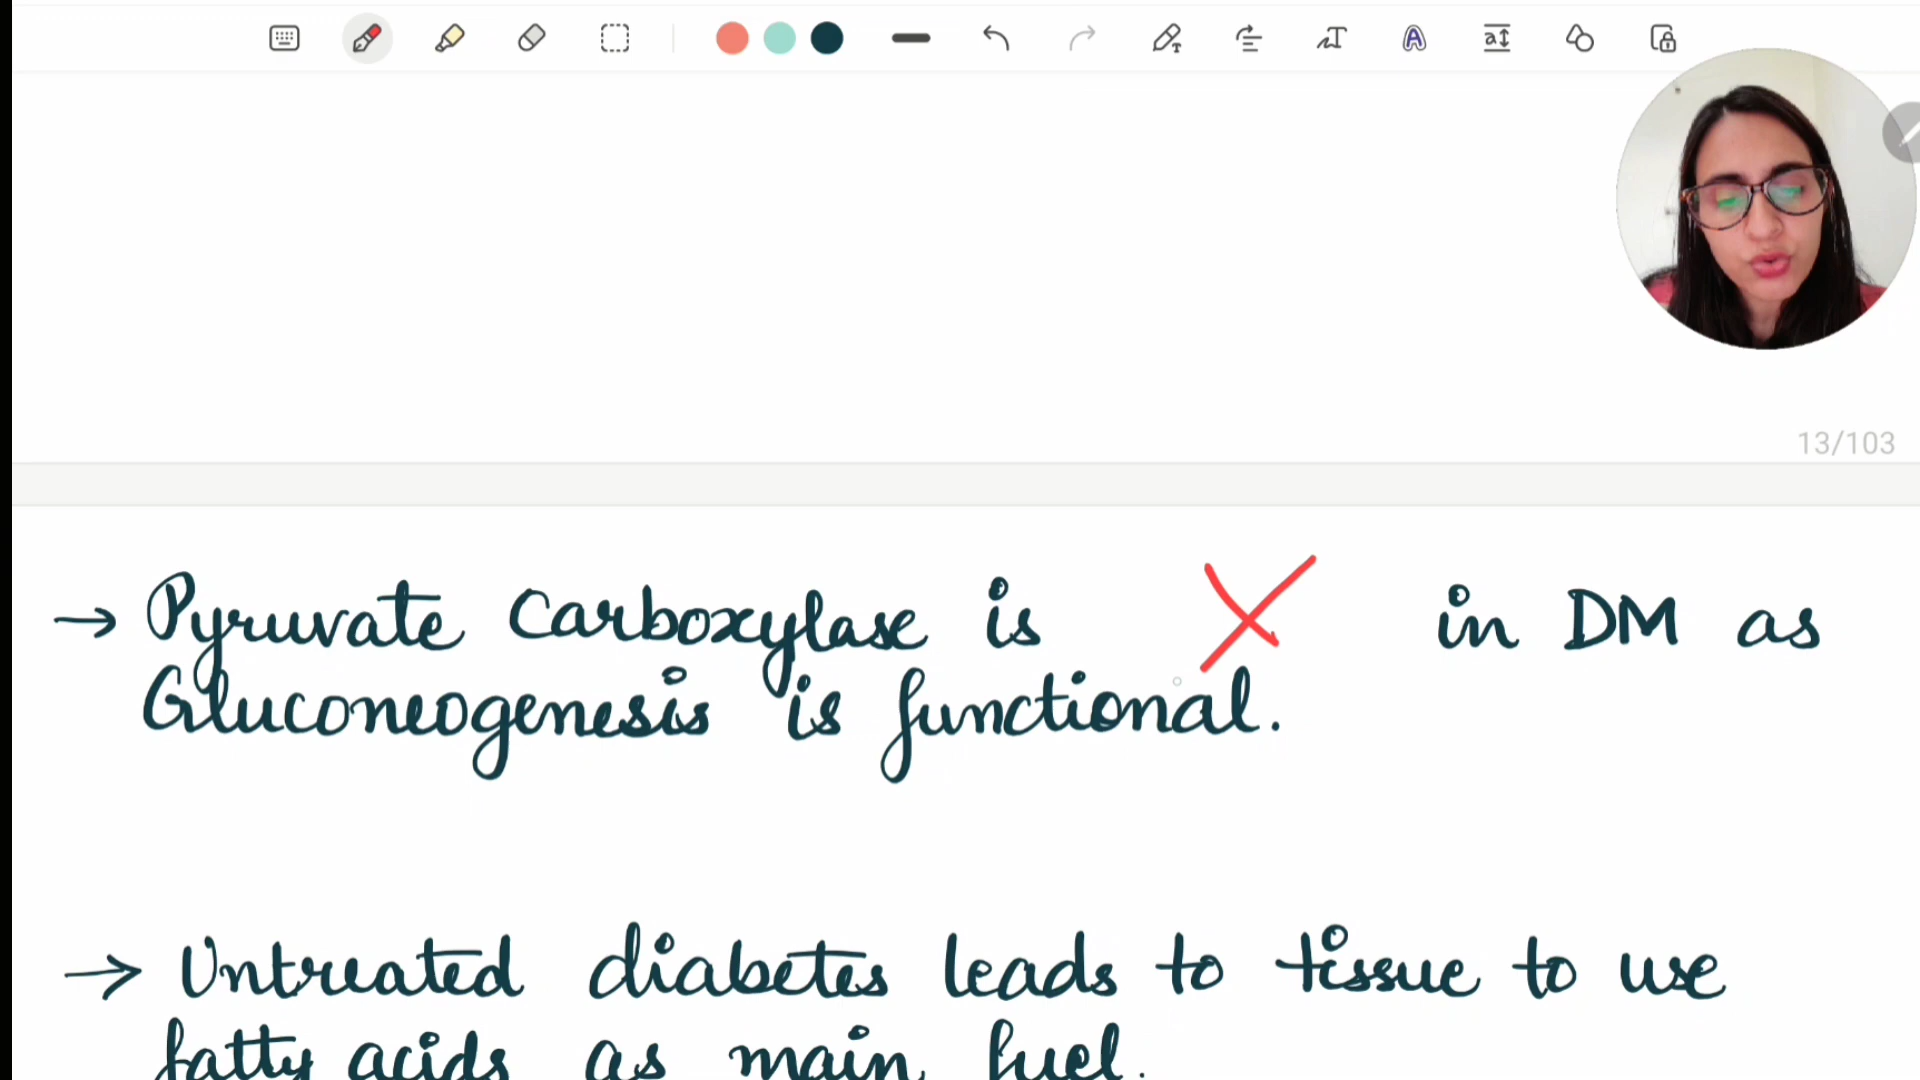 13/103
→ Pyruvate Carboxylase is X in DM as
Gluconeogenesis is functional.
→ Untreated diabetes leads to tissue to use
fatty acids as main fuel.